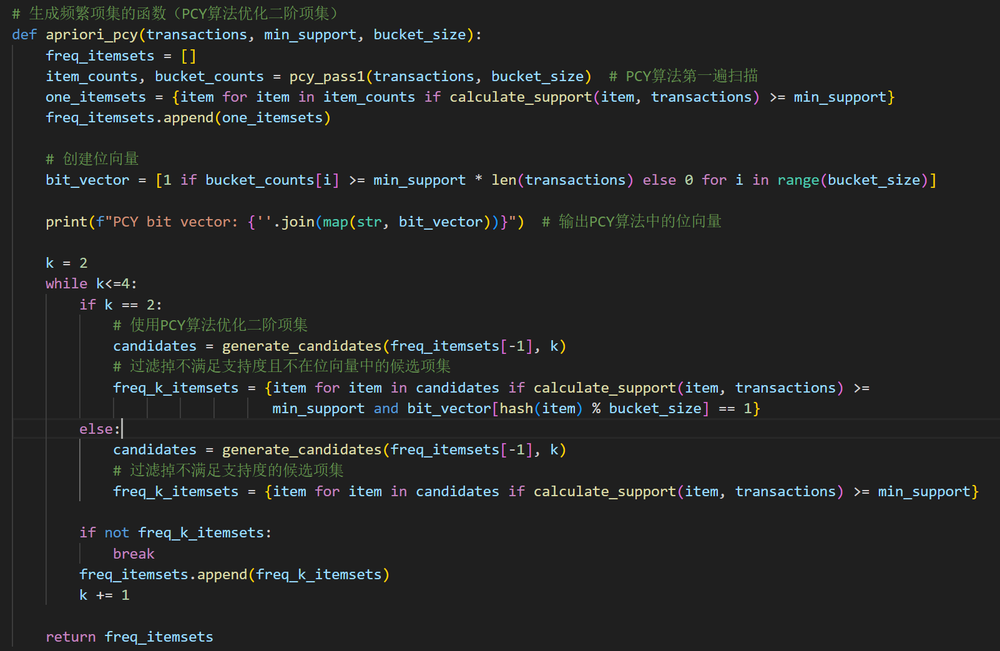 # 生成频繁项集的函数（PCY算法优化二阶项集）
def apriori_pcy(transactions, min_support, bucket_size):
    freq_itemsets = []
    item_counts, bucket_counts = pcy_pass1(transactions, bucket_size)  # PCY算法第一遍扫描
    one_itemsets = {item for item in item_counts if calculate_support(item, transactions) >= min_support}
    freq_itemsets.append(one_itemsets)

    # 创建位向量
    bit_vector = [1 if bucket_counts[i] >= min_support * len(transactions) else 0 for i in range(bucket_size)]

    print(f"PCY bit vector: {''.join(map(str, bit_vector))}")  # 输出PCY算法中的位向量

    k = 2
    while k<=4:
        if k == 2:
            # 使用PCY算法优化二阶项集
            candidates = generate_candidates(freq_itemsets[-1], k)
            # 过滤掉不满足支持度且不在位向量中的候选项集
            freq_k_itemsets = {item for item in candidates if calculate_support(item, transactions) >=
                               min_support and bit_vector[hash(item) % bucket_size] == 1}
        else:
            candidates = generate_candidates(freq_itemsets[-1], k)
            # 过滤掉不满足支持度的候选项集
            freq_k_itemsets = {item for item in candidates if calculate_support(item, transactions) >= min_support}

        if not freq_k_itemsets:
            break
        freq_itemsets.append(freq_k_itemsets)
        k += 1

    return freq_itemsets